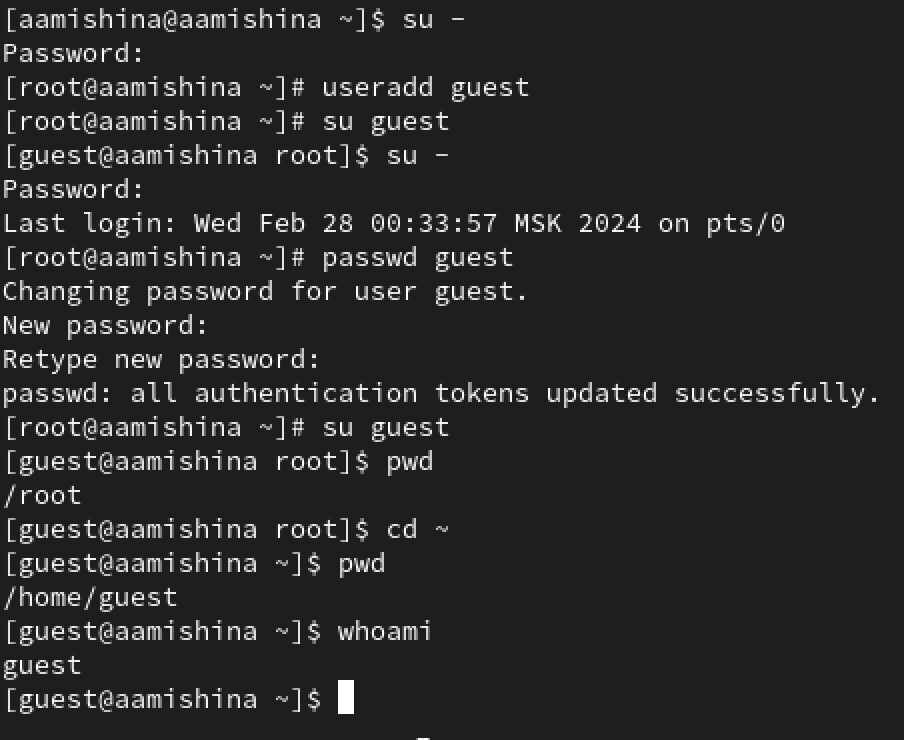 [aamishina@aamishina ~]$ su -
Password:
[root@aamishina ~]# useradd guest
[root@aamishina ~]# su guest
[guest@aamishina root]$ su -
Password:
Last login: Wed Feb 28 00:33:57 MSK 2024 on pts/0
[root@aamishina ~]# passwd guest
Changing password for user guest.
New password:
Retype new password:
passwd: all authentication tokens updated successfully.
[root@aamishina ~]# su guest
[guest@aamishina root]$ pwd
/root
[guest@aamishina root]$ cd ~
[guest@aamishina ~]$ pwd
/home/guest
[guest@aamishina ~]$ whoami
guest
[guest@aamishina ~]$